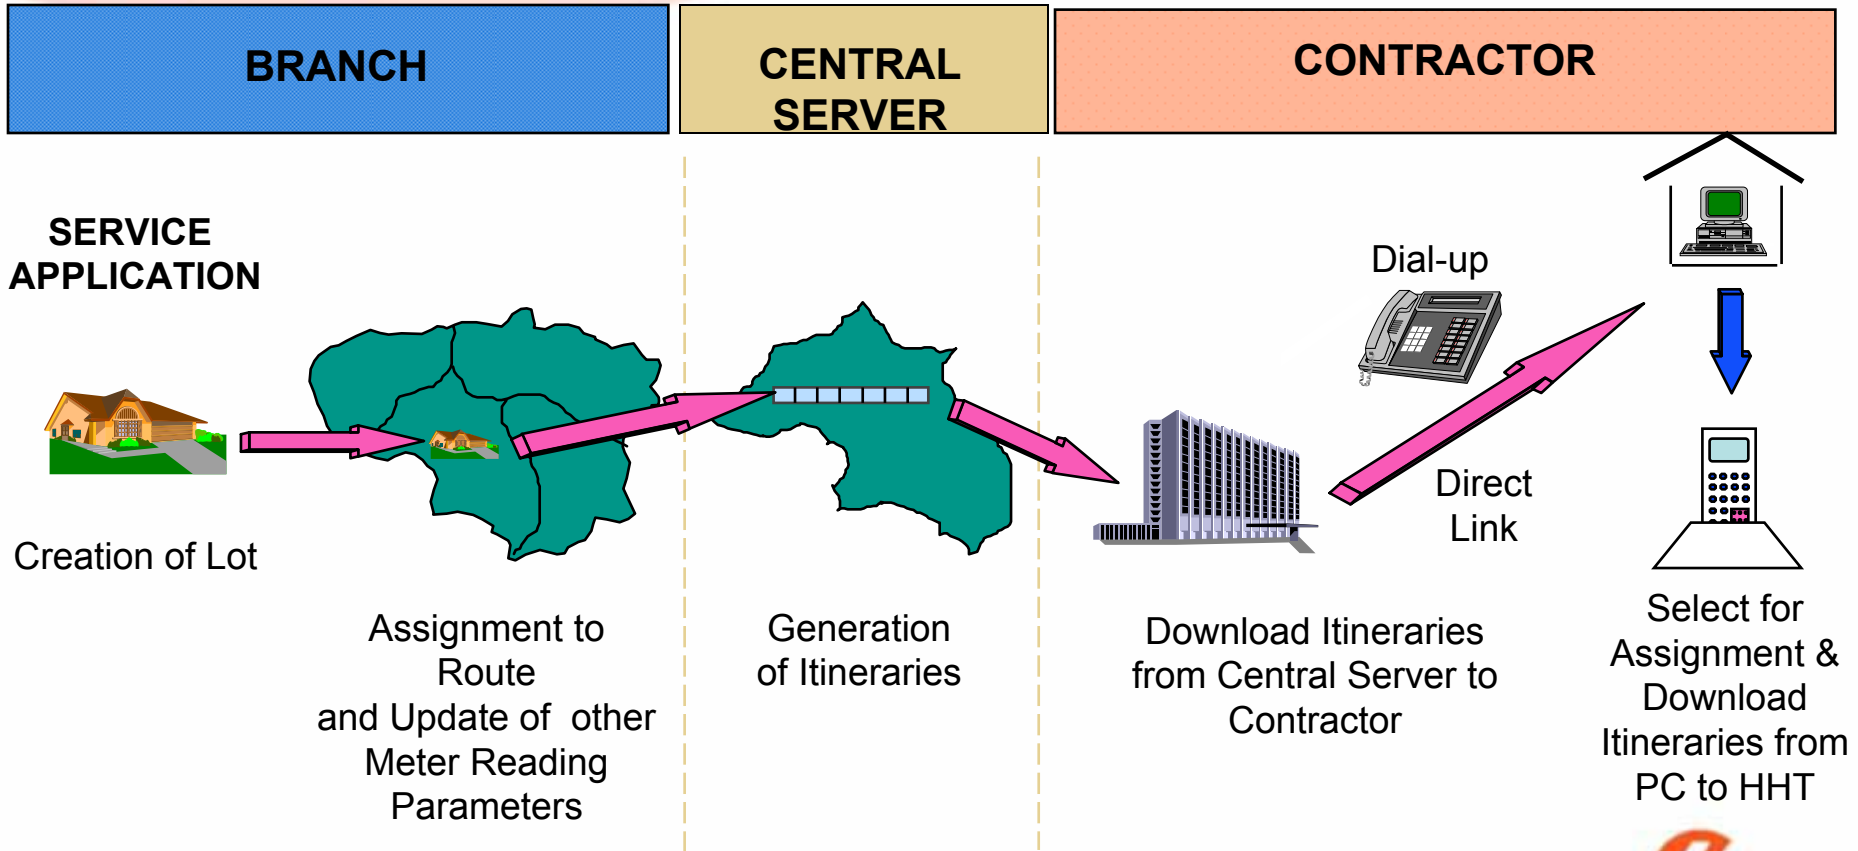 BRANCH
CENTRAL
SERVER
CONTRACTOR
SERVICE
APPLICATION
Creation of Lot
Assignment to
Route
and Update of other
Meter Reading
Parameters
Generation
of Itineraries
Dial-up
Direct
Link
Download Itineraries
from Central Server to
Contractor
Select for
Assignment &
Download
Itineraries from
PC to HHT